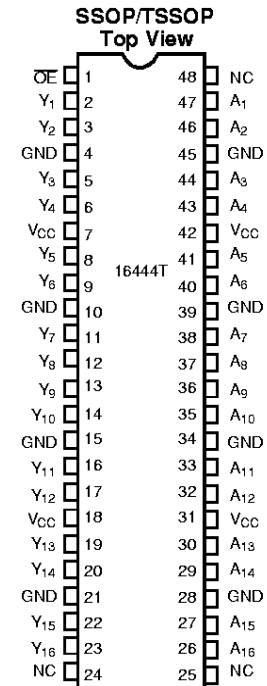 SSOP/TSSOP
Top View
O̅E̅ 1 48 NC
Y₁ 2 47 A₁
Y₂ 3 46 A₂
GND 4 45 GND
Y₃ 5 44 A₃
Y₄ 6 43 A₄
V_CC 7 42 V_CC
Y₅ 8 41 A₅
16444T
Y₆ 9 40 A₆
GND 10 39 GND
Y₇ 11 38 A₇
Y₈ 12 37 A₈
Y₉ 13 36 A₉
Y₁₀ 14 35 A₁₀
GND 15 34 GND
Y₁₁ 16 33 A₁₁
Y₁₂ 17 32 A₁₂
V_CC 18 31 V_CC
Y₁₃ 19 30 A₁₃
Y₁₄ 20 29 A₁₄
GND 21 28 GND
Y₁₅ 22 27 A₁₅
Y₁₆ 23 26 A₁₆
NC 24 25 NC